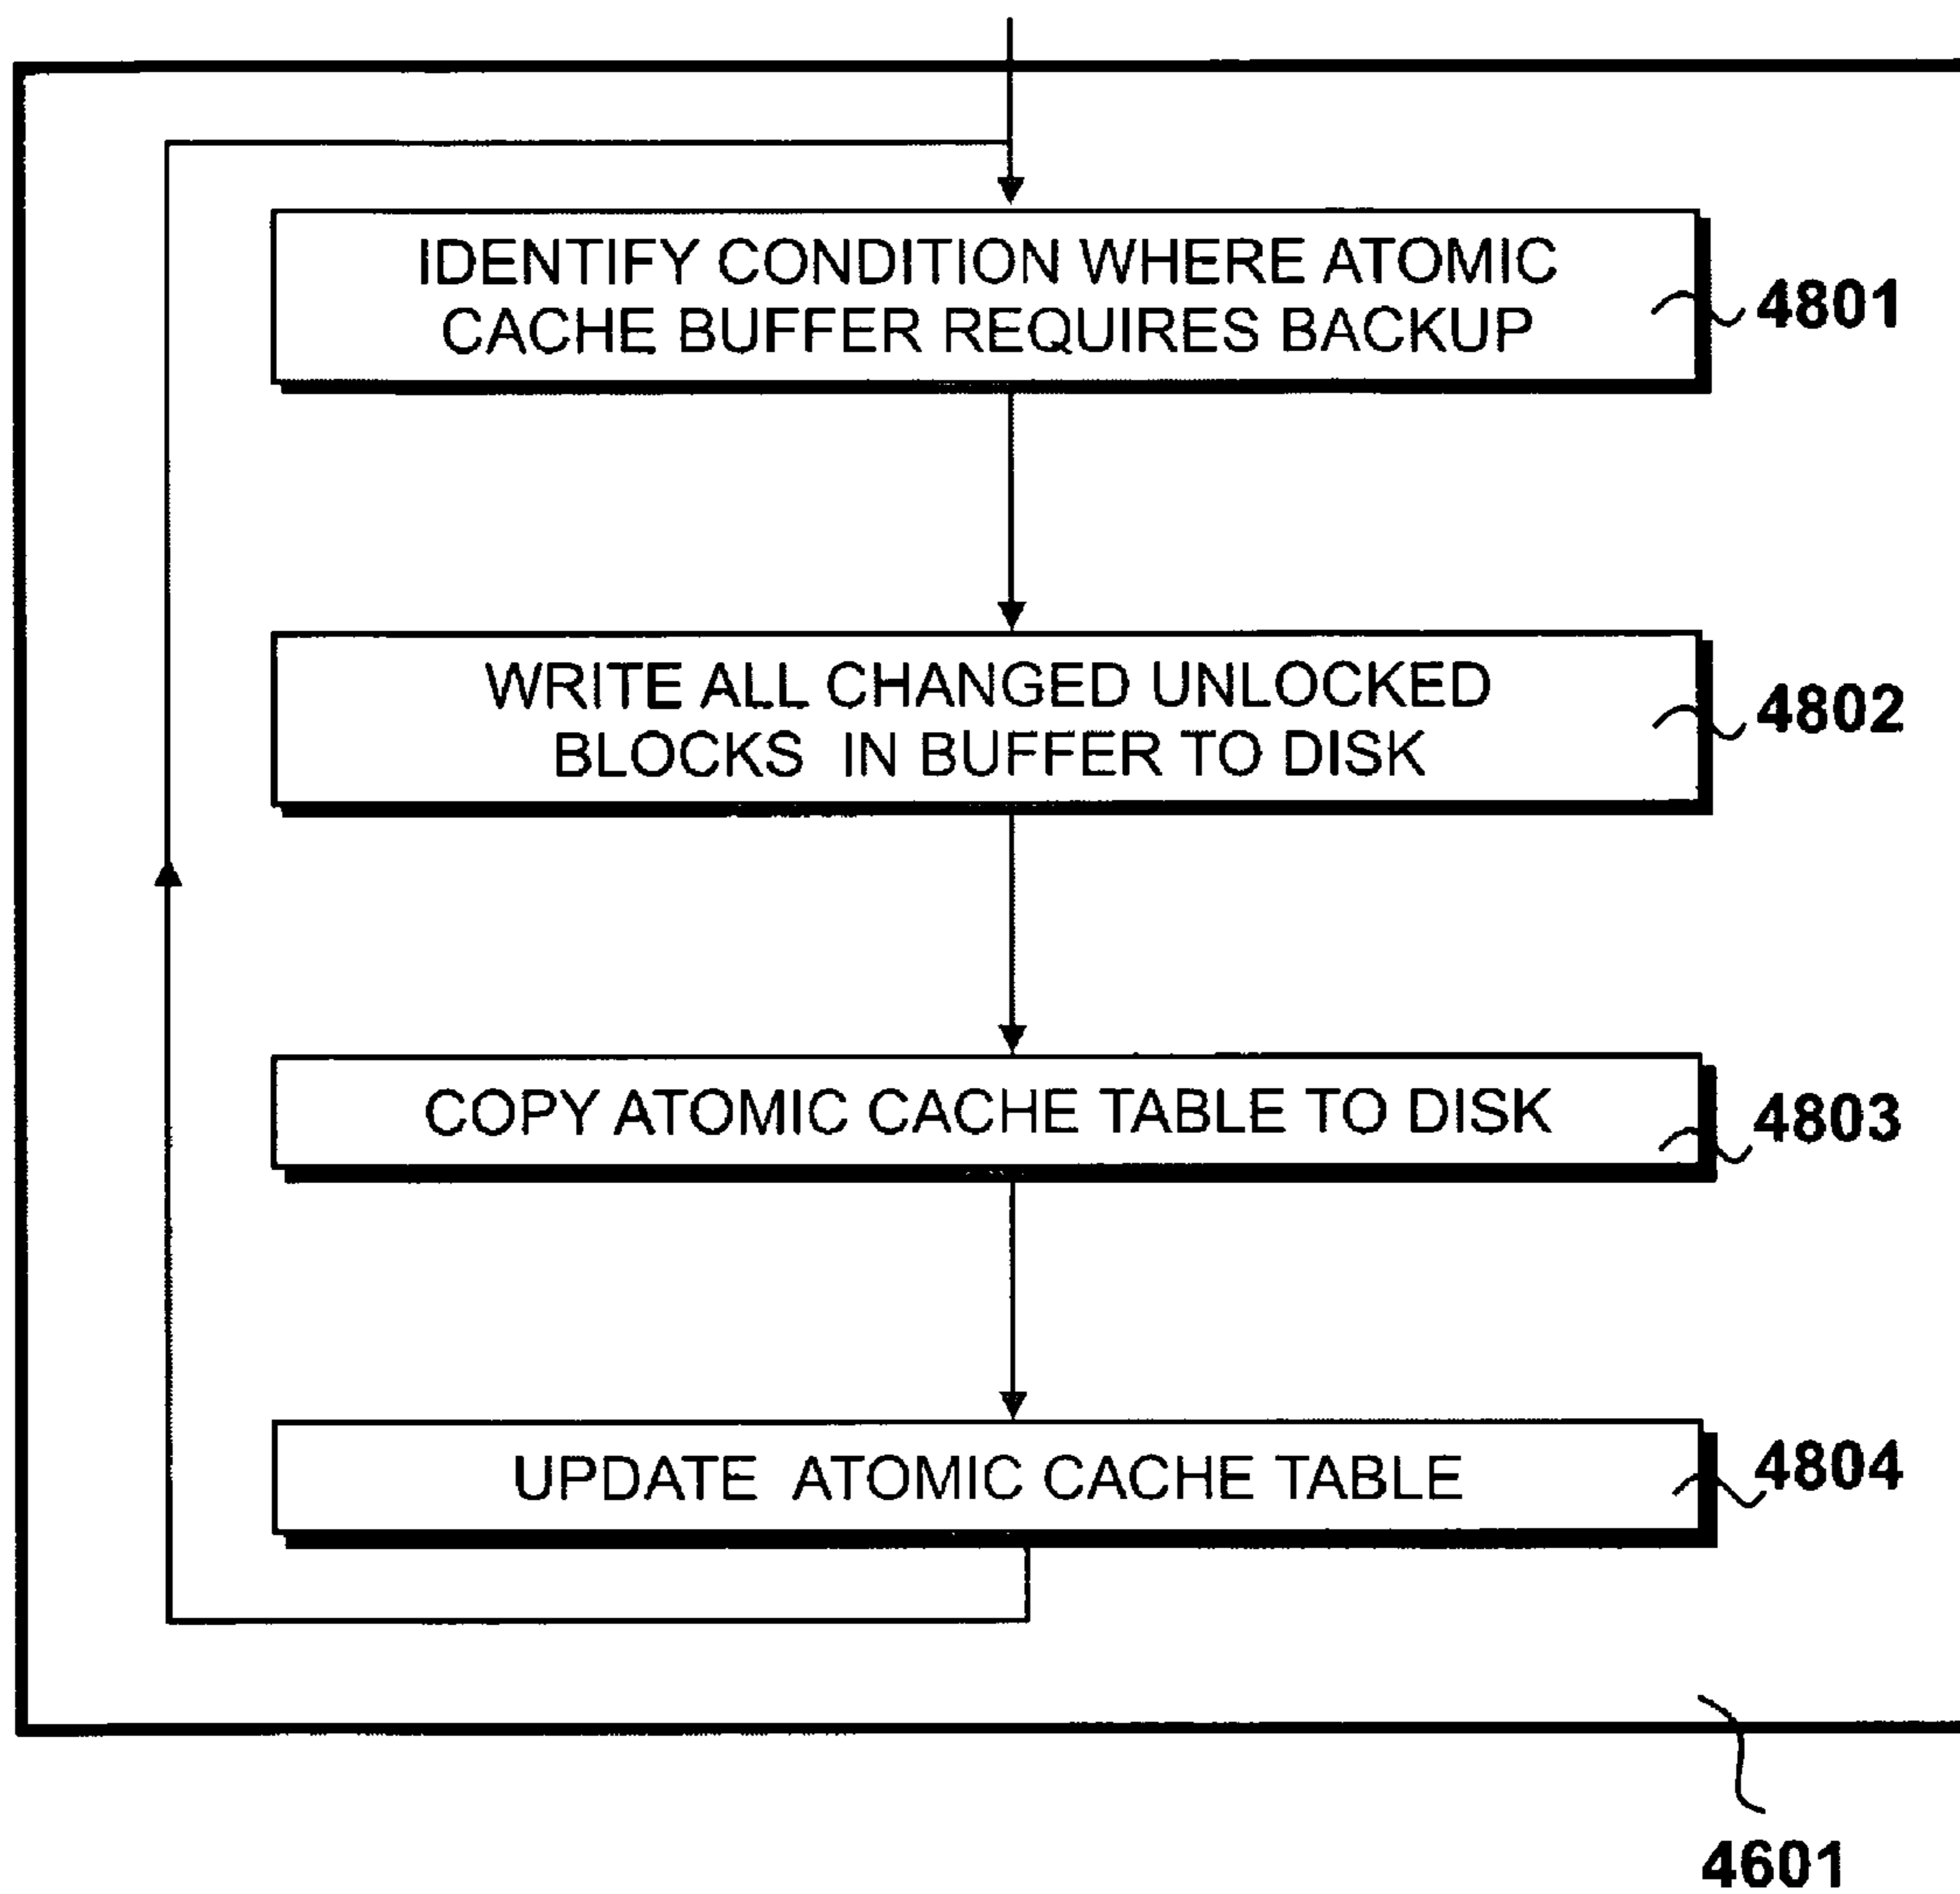 IDENTIFY CONDITION WHERE ATOMIC
CACHE BUFFER REQUIRES BACKUP
4801
WRITE ALL CHANGED UNLOCKED
BLOCKS IN BUFFER TO DISK
4802
COPY ATOMIC CACHE TABLE TO DISK
4803
UPDATE ATOMIC CACHE TABLE
4804
4601